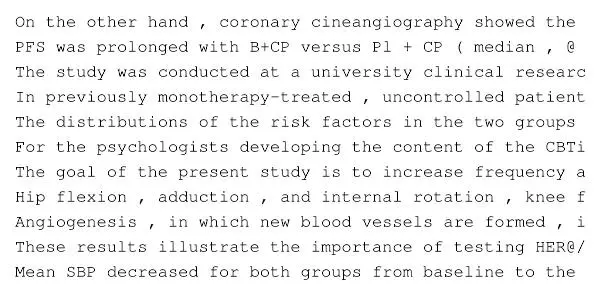 On the other hand , coronary cineangiography showed the
PFS was prolonged with B+CP versus Pl + CP ( median , @
The study was conducted at a university clinical researc
In previously monotherapy-treated , uncontrolled patient
The distributions of the risk factors in the two groups
For the psychologists developing the content of the CBTi
The goal of the present study is to increase frequency a
Hip flexion , adduction , and internal rotation , knee f
Angiogenesis , in which new blood vessels are formed , i
These results illustrate the importance of testing HER@/
Mean SBP decreased for both groups from baseline to the